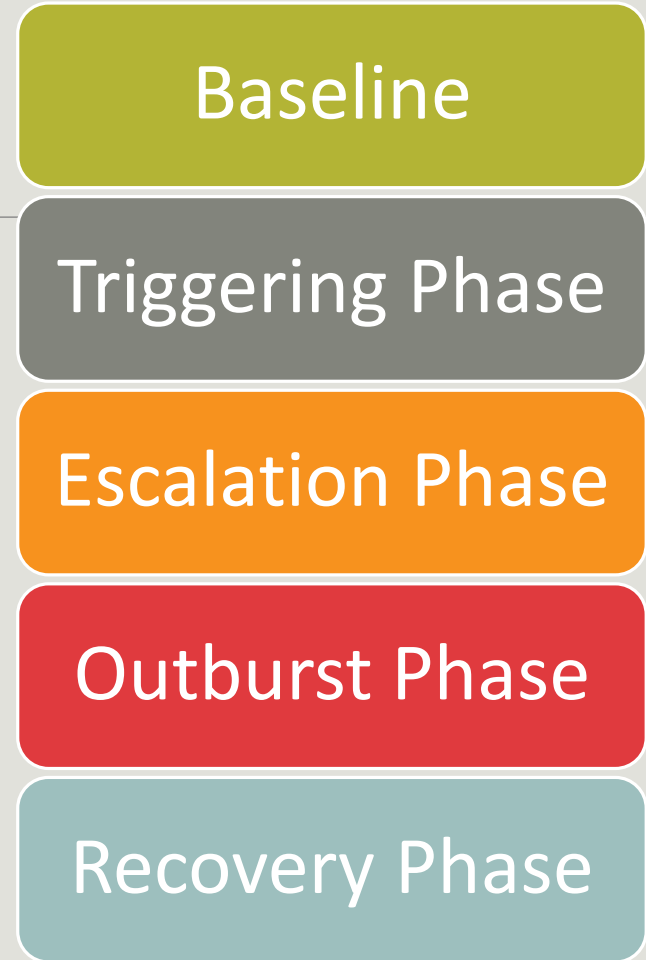 Baseline
Triggering Phase
Escalation Phase
Outburst Phase
Recovery Phase